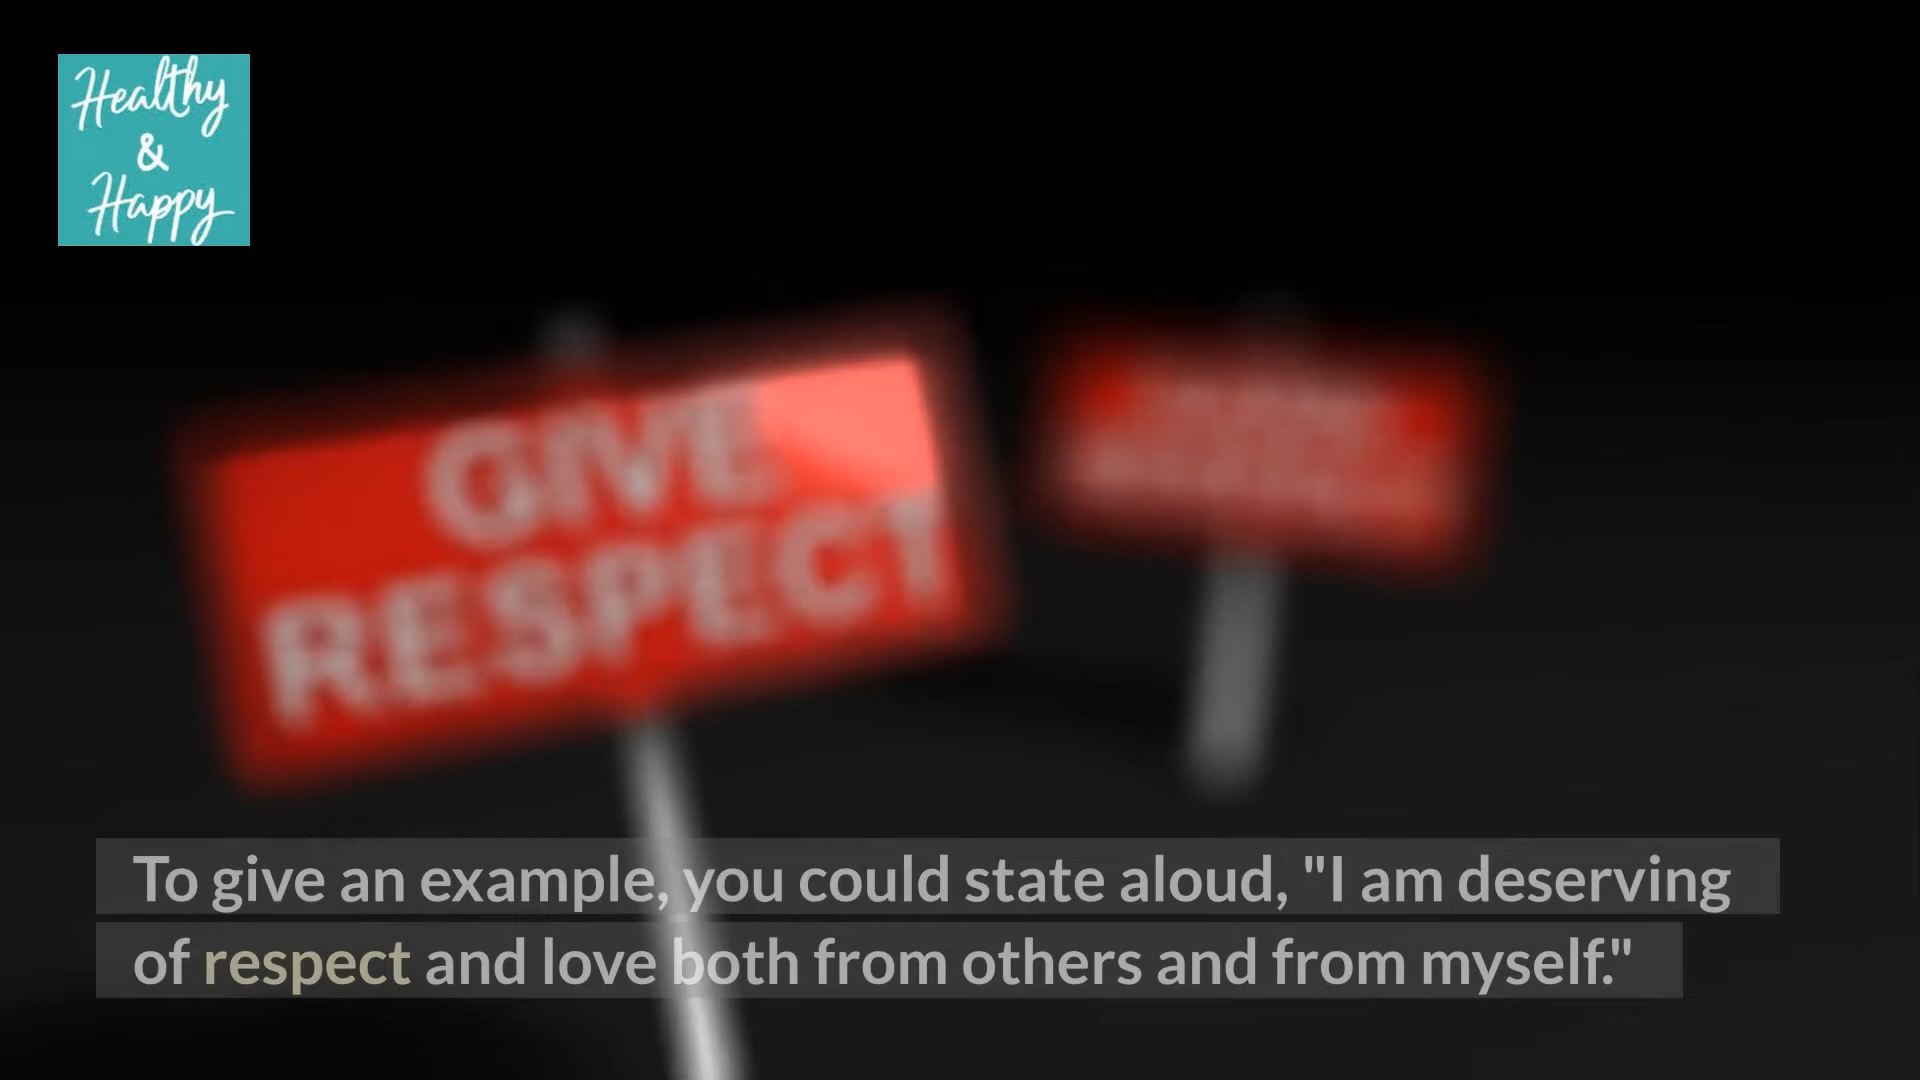 Healthy
&
Happy
GIVE
RESPECT
To give an example, you could state aloud, "I am deserving
of respect and love both from others and from myself."